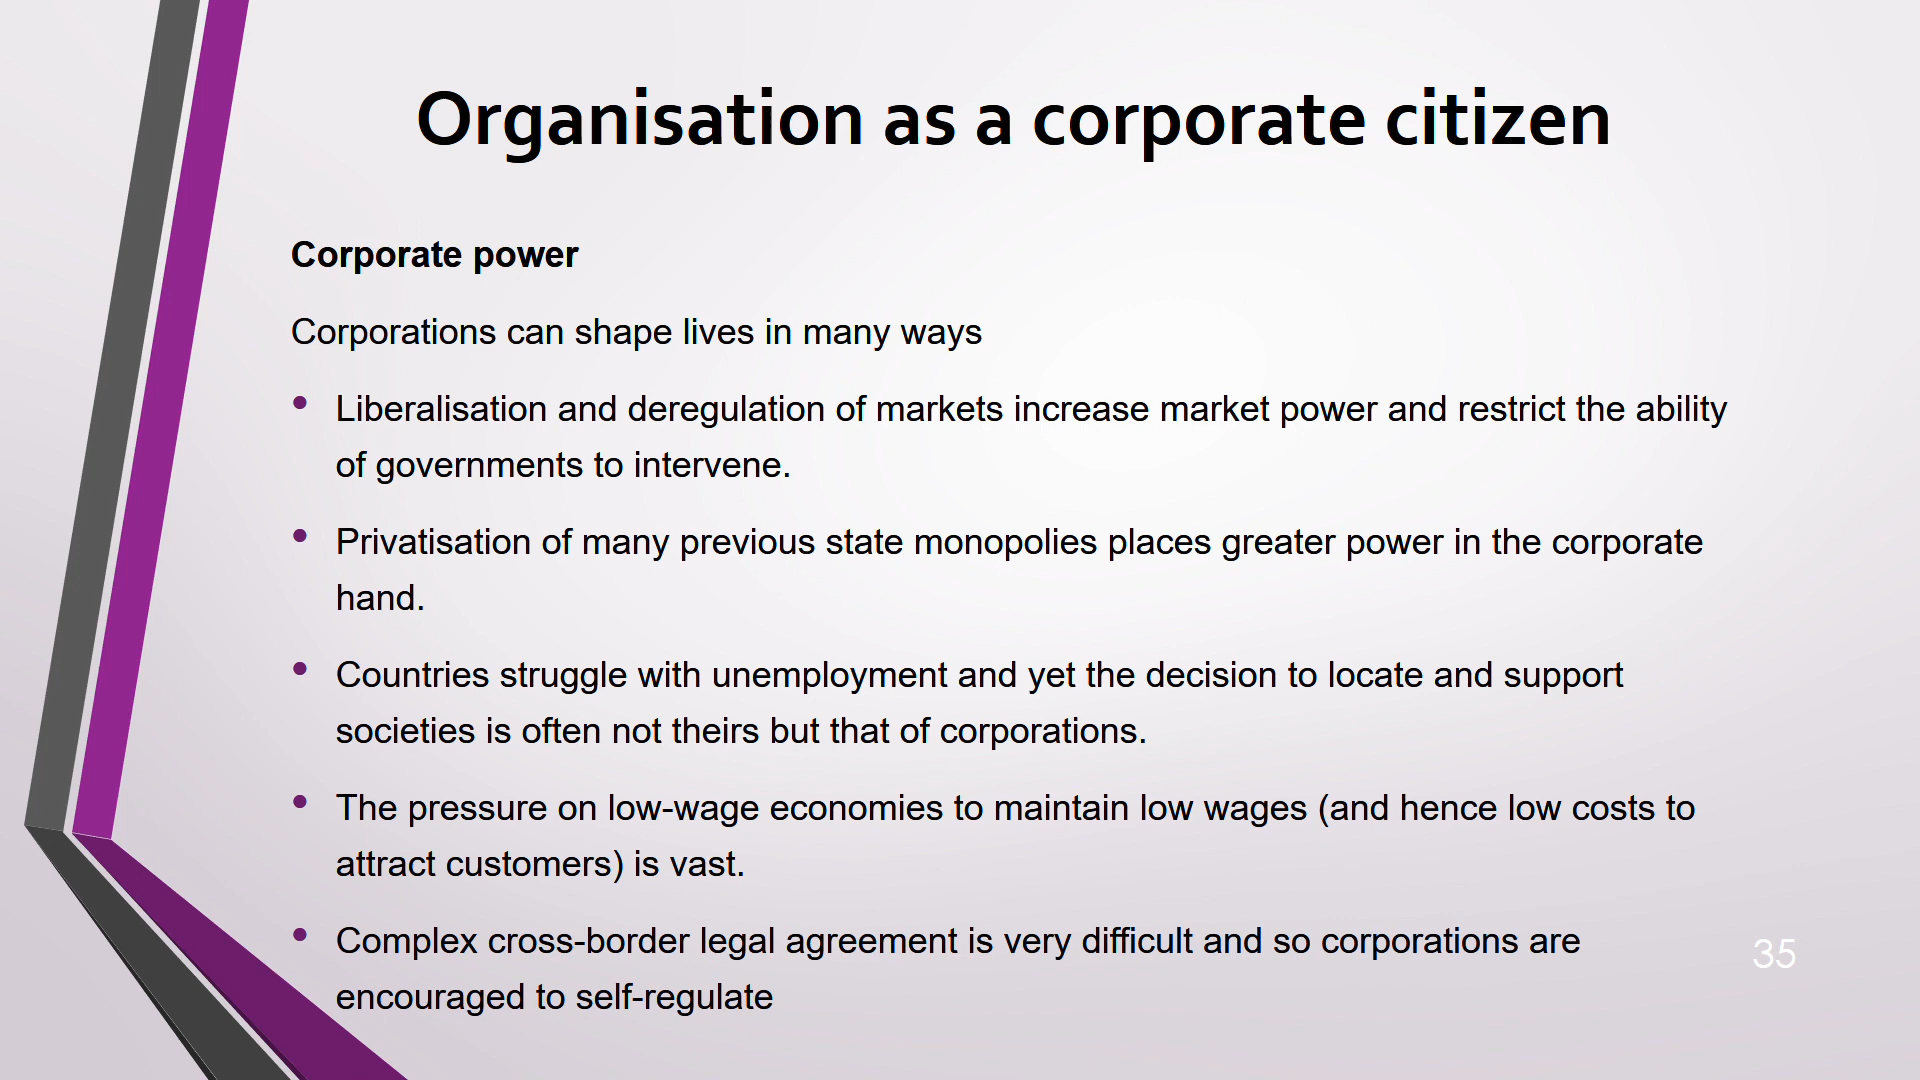 Organisation as a corporate citizen
Corporate power
Corporations can shape lives in many ways
• Liberalisation and deregulation of markets increase market power and restrict the ability
of governments to intervene.
• Privatisation of many previous state monopolies places greater power in the corporate
hand.
• Countries struggle with unemployment and yet the decision to locate and support
societies is often not theirs but that of corporations.
• The pressure on low-wage economies to maintain low wages (and hence low costs to
attract customers) is vast.
• Complex cross-border legal agreement is very difficult and so corporations are
encouraged to self-regulate
35